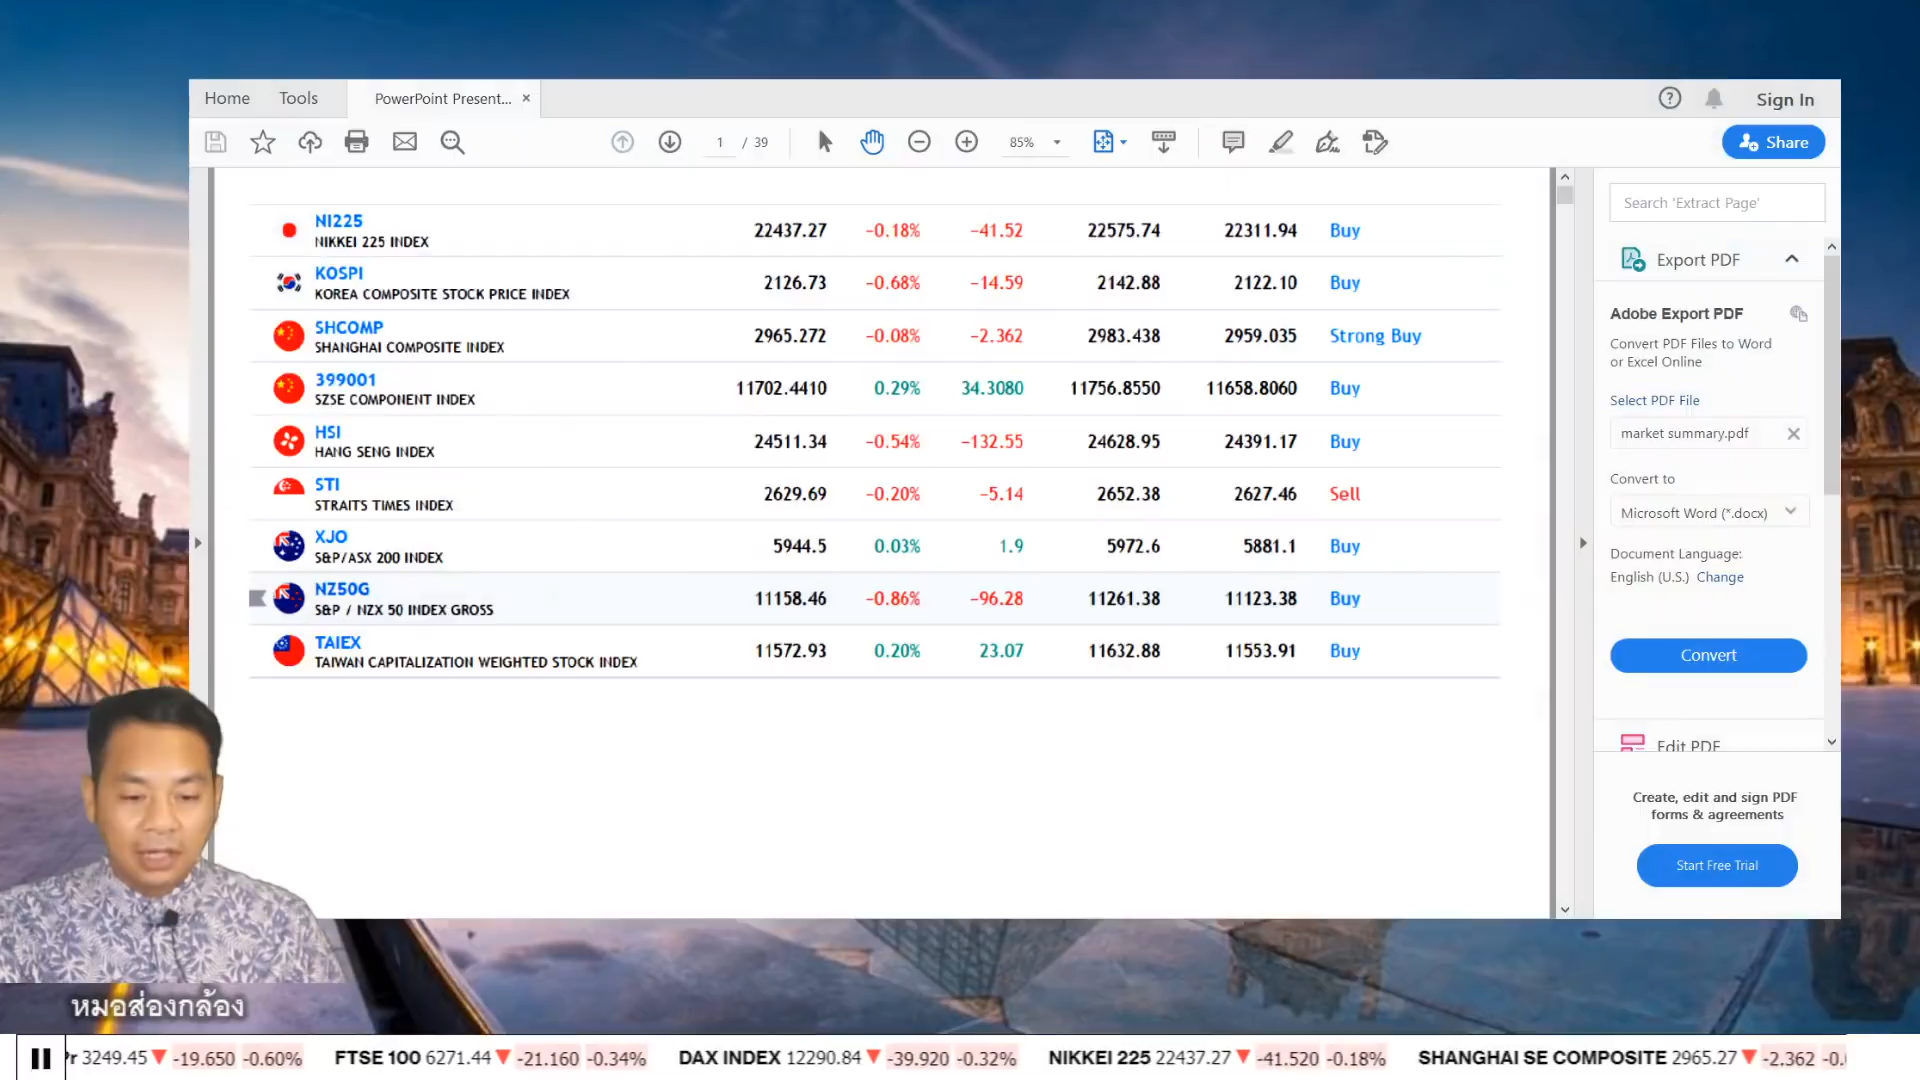 Home Tools PowerPoint Present... ×
? Sign In
1 / 39 85%
Share
NI225 22437.27 −0.18% −41.52 22575.74 22311.94 Buy
NIKKEI 225 INDEX
KOSPI 2126.73 −0.68% −14.59 2142.88 2122.10 Buy
KOREA COMPOSITE STOCK PRICE INDEX
SHCOMP 2965.272 −0.08% −2.362 2983.438 2959.035 Strong Buy
SHANGHAI COMPOSITE INDEX
399001 11702.4410 0.29% 34.3080 11756.8550 11658.8060 Buy
SZSE COMPONENT INDEX
HSI 24511.34 −0.54% −132.55 24628.95 24391.17 Buy
HANG SENG INDEX
STI 2629.69 −0.20% −5.14 2652.38 2627.46 Sell
STRAITS TIMES INDEX
XJO 5944.5 0.03% 1.9 5972.6 5881.1 Buy
S&P/ASX 200 INDEX
NZ50G 11158.46 −0.86% −96.28 11261.38 11123.38 Buy
S&P / NZX 50 INDEX GROSS
TAIEX 11572.93 0.20% 23.07 11632.88 11553.91 Buy
TAIWAN CAPITALIZATION WEIGHTED STOCK INDEX
Search 'Extract Page'
Export PDF
Adobe Export PDF
Convert PDF Files to Word
or Excel Online
Select PDF File
market summary.pdf
Convert to
Microsoft Word (*.docx)
Document Language:
English (U.S.) Change
Convert
Edit PDF
Create, edit and sign PDF
forms & agreements
Start Free Trial
หมอส่องกล้อง
3249.45 ▼ -19.650 -0.60% FTSE 100 6271.44 ▼ -21.160 -0.34% DAX INDEX 12290.84 ▼ -39.920 -0.32% NIKKEI 225 22437.27 ▼ -41.520 -0.18% SHANGHAI SE COMPOSITE 2965.27 ▼ -2.362